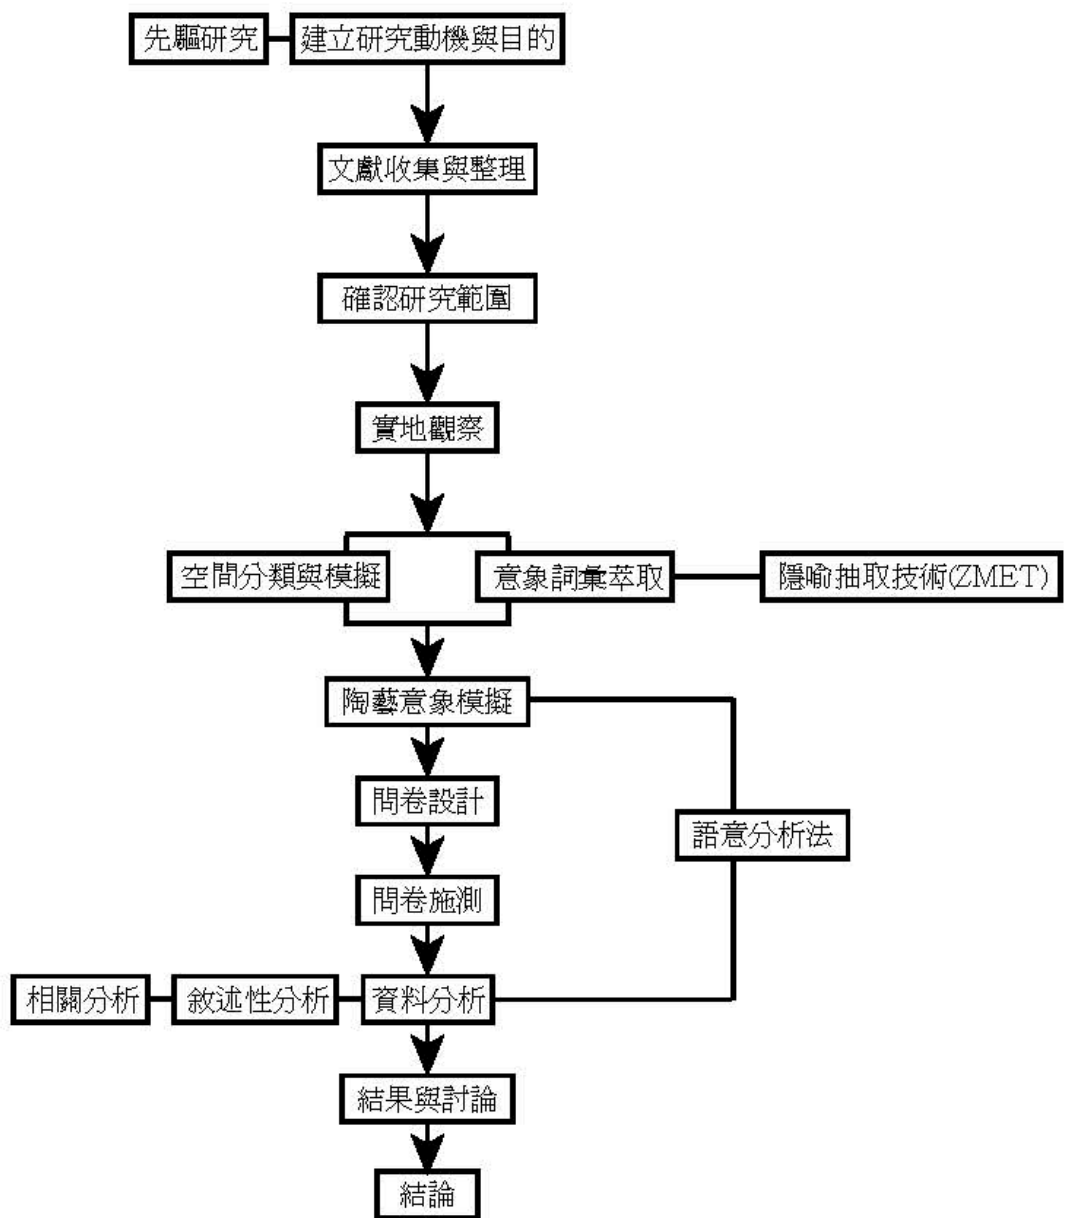 先驅研究
建立研究動機與目的
文獻收集與整理
確認研究範圍
實地觀察
空間分類與模擬
意象詞彙萃取
隱喻抽取技術(ZMET)
陶藝意象模擬
問卷設計
語意分析法
問卷施測
相關分析
敘述性分析
資料分析
結果與討論
結論